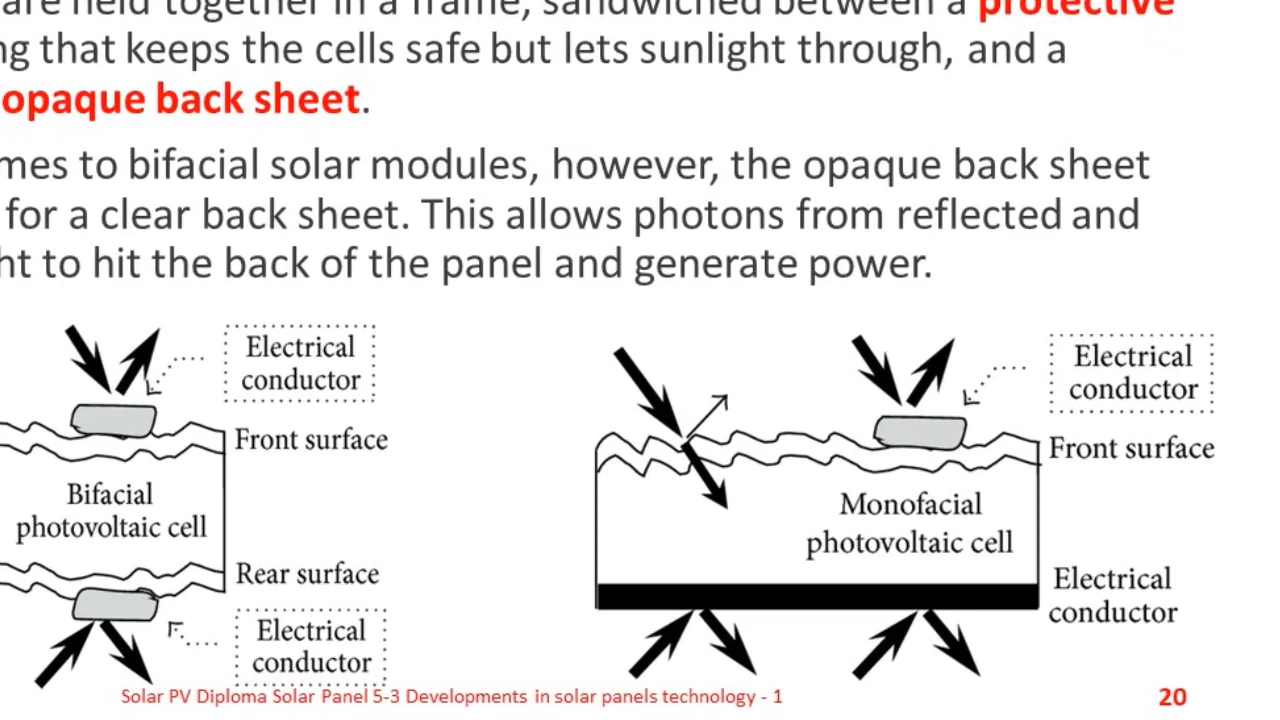 are held together in a frame, sandwiched between a protective
ng that keeps the cells safe but lets sunlight through, and a
opaque back sheet.
mes to bifacial solar modules, however, the opaque back sheet
for a clear back sheet. This allows photons from reflected and
ht to hit the back of the panel and generate power.
Electrical
conductor
Front surface
Bifacial
photovoltaic cell
Rear surface
Electrical
conductor
Electrical
conductor
Front surface
Monofacial
photovoltaic cell
Electrical
conductor
Solar PV Diploma Solar Panel 5-3 Developments in solar panels technology - 1
20